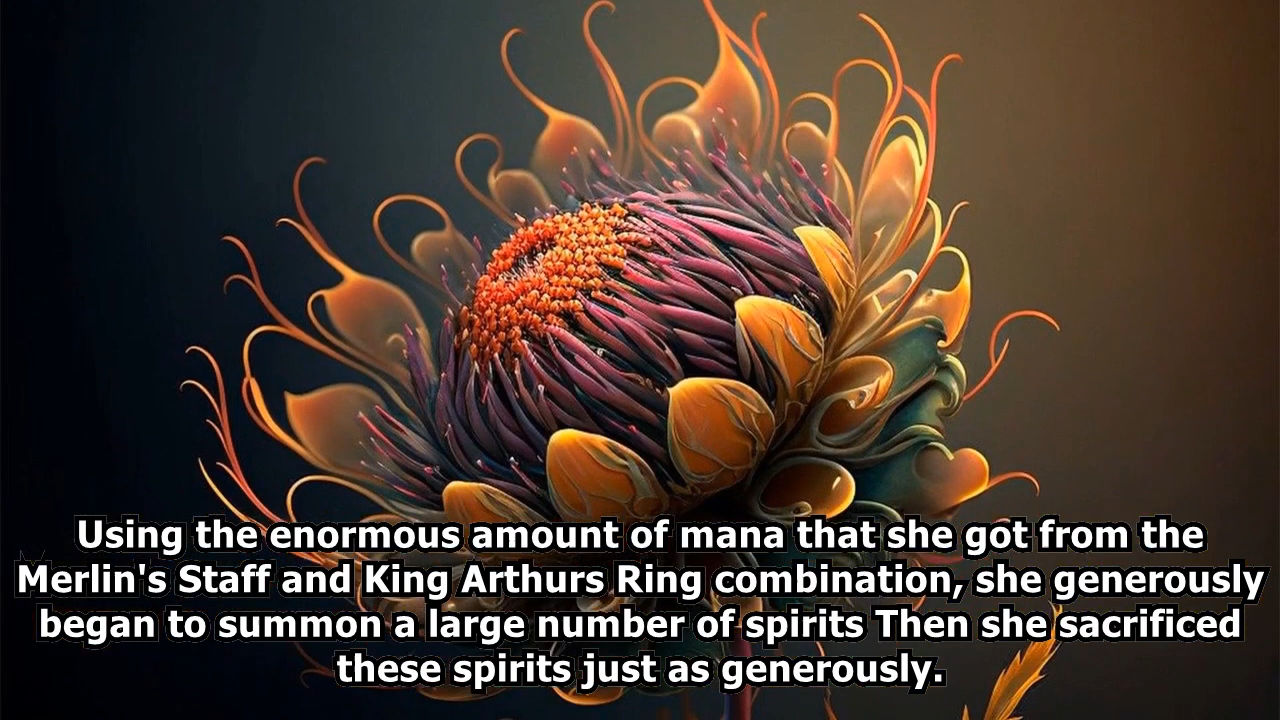 Using the enormous amount of mana that she got from the
Merlin's Staff and King Arthurs Ring combination, she generously
began to summon a large number of spirits Then she sacrificed
these spirits just as generously.